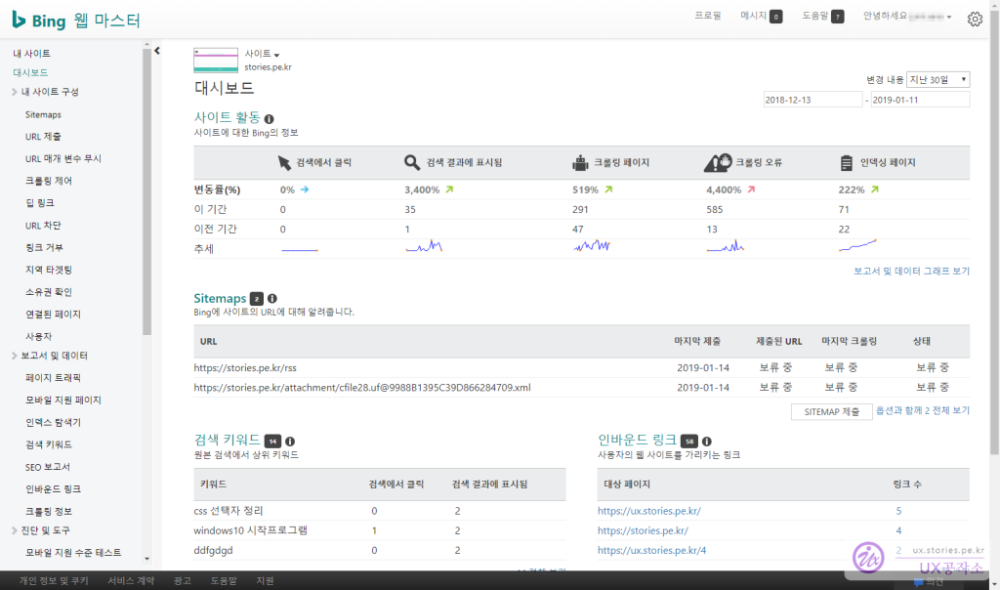 Bing 웹 마스터
프로필 메시지 0 도움말 ? 안녕하세요
내 사이트
대시보드
내 사이트 구성
Sitemaps
URL 제출
URL 매개 변수 무시
크롤링 제어
딥 링크
URL 차단
링크 거부
지역 타겟팅
소유권 확인
연결된 페이지
사용자
보고서 및 데이터
페이지 트래픽
모바일 지원 페이지
인덱스 탐색기
검색 키워드
SEO 보고서
인바운드 링크
크롤링 정보
진단 및 도구
모바일 지원 수준 테스트
사이트
stories.pe.kr
대시보드
변경 내용 지난 30일
2018-12-13 - 2019-01-11
사이트 활동
사이트에 대한 Bing의 정보
검색에서 클릭 검색 결과에 표시됨 크롤링 페이지 크롤링 오류 인덱싱 페이지
변동률(%) 0% 3,400% 519% 4,400% 222%
이 기간 0 35 291 585 71
이전 기간 0 1 47 13 22
추세
보고서 및 데이터 그래프 보기
Sitemaps 2
Bing에 사이트의 URL에 대해 알려줍니다.
URL 마지막 제출 제출된 URL 마지막 크롤링 상태
https://stories.pe.kr/rss 2019-01-14 보류 중 보류 중 보류 중
https://stories.pe.kr/attachment/cfile28.uf@9988B1395C39D866284709.xml 2019-01-14 보류 중 보류 중 보류 중
SITEMAP 제출 옵션과 함께 2 전체 보기
검색 키워드 14
원본 검색에서 상위 키워드
키워드 검색에서 클릭 검색 결과에 표시됨
css 선택자 정리 0 2
windows10 시작프로그램 1 2
ddfgdgd 0 2
인바운드 링크 58
사용자의 웹 사이트를 가리키는 링크
대상 페이지 링크 수
https://ux.stories.pe.kr/ 5
https://stories.pe.kr/ 4
https://ux.stories.pe.kr/4 2
Ux
ux.stories.pe.kr
UX공작소
개인 정보 및 쿠키 서비스 계약 광고 도움말 지원 의견